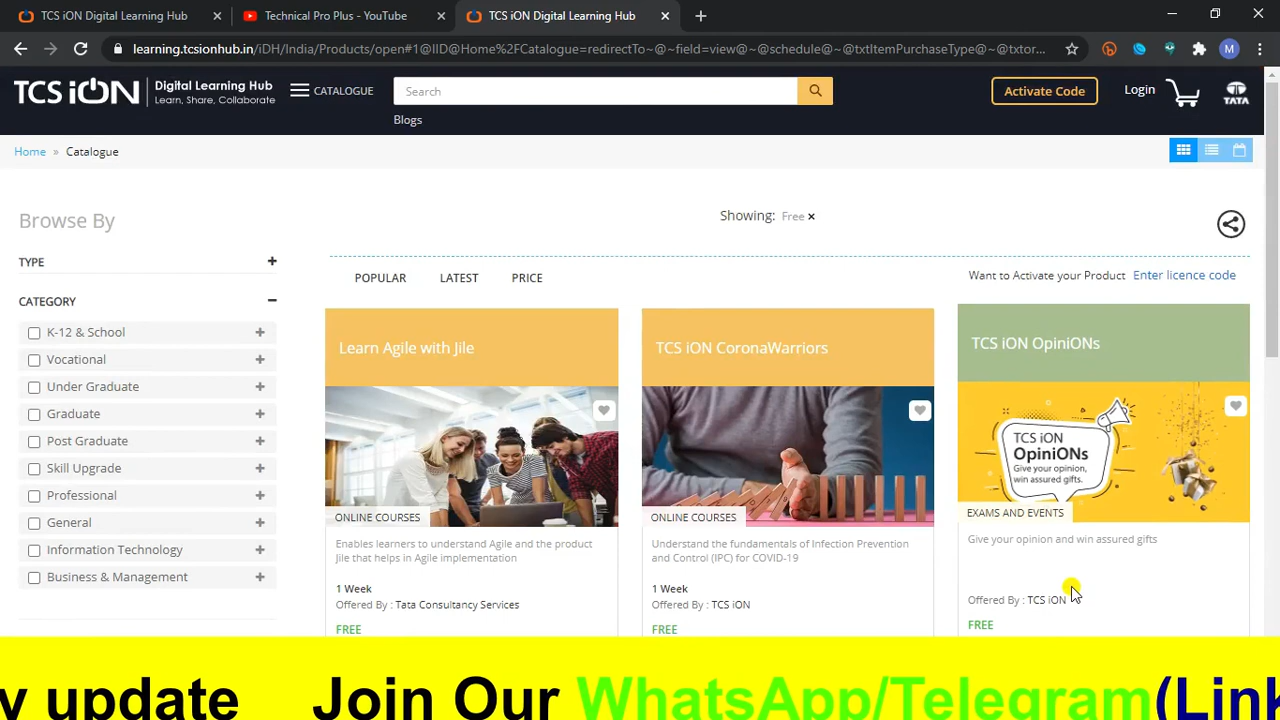 TCS iON Digital Learning Hub
Technical Pro Plus - YouTube
TCS iON Digital Learning Hub
learning.tcsionhub.in/iDH/India/Products/open#1@IID@Home%2FCatalogue=redirectTo~@~field=view@~@schedule@~@txtItemPurchaseType@~@~txtor...
M
TCS iON
Digital Learning Hub
Learn, Share, Collaborate
CATALOGUE
Search
Activate Code
Login
TATA
Blogs
Home » Catalogue
Browse By
Showing: Free ×
TYPE
CATEGORY
K-12 & School
Vocational
Under Graduate
Graduate
Post Graduate
Skill Upgrade
Professional
General
Information Technology
Business & Management
POPULAR LATEST PRICE
Want to Activate your Product Enter licence code
Learn Agile with Jile
ONLINE COURSES
Enables learners to understand Agile and the product
Jile that helps in Agile implementation
1 Week
Offered By : Tata Consultancy Services
FREE
TCS iON CoronaWarriors
ONLINE COURSES
Understand the fundamentals of Infection Prevention
and Control (IPC) for COVID-19
1 Week
Offered By : TCS iON
FREE
TCS iON OpiniONs
TCS iON
OpiniONs
Give your opinion,
win assured gifts.
EXAMS AND EVENTS
Give your opinion and win assured gifts
Offered By : TCS iON
FREE
y update Join Our WhatsApp/Telegram(Link